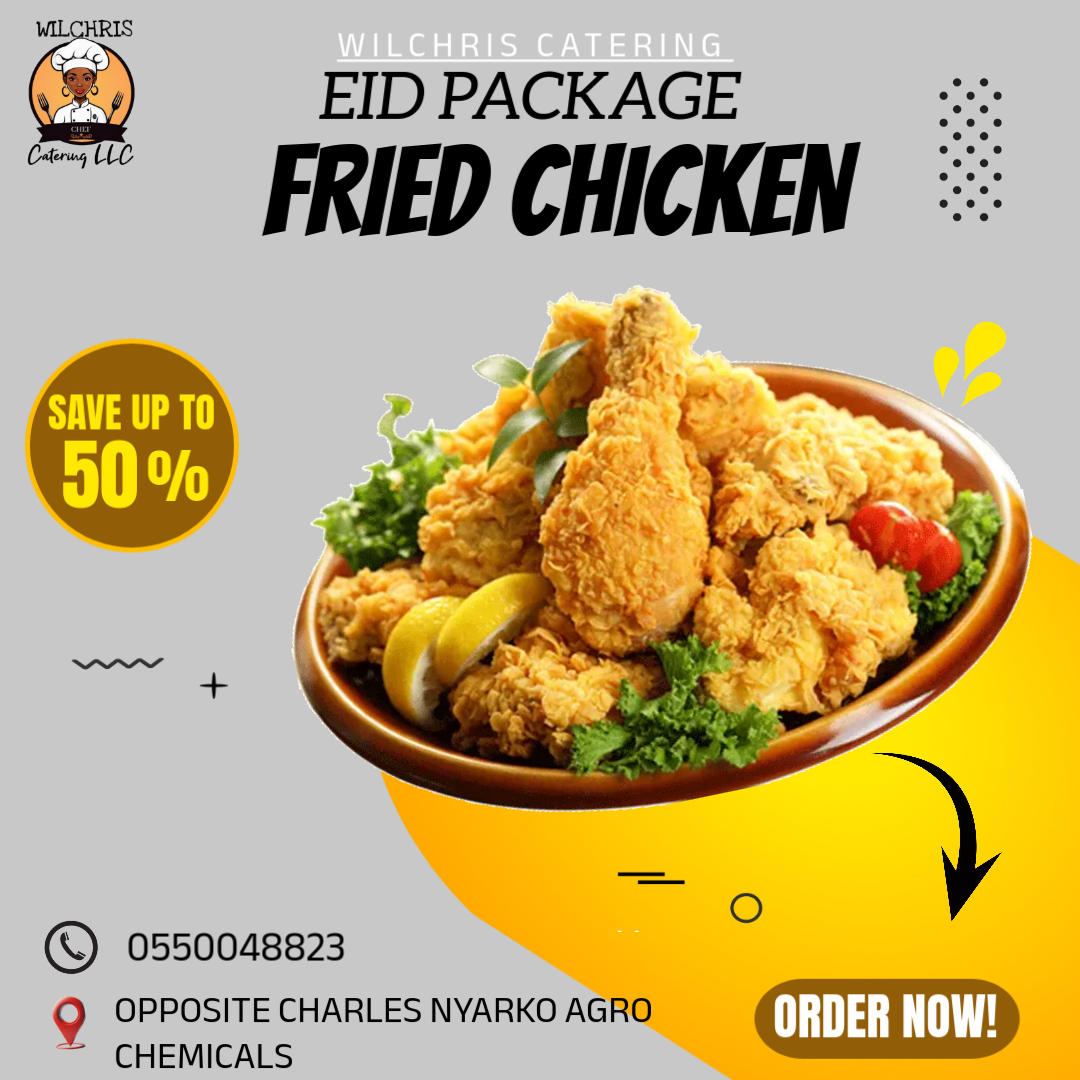 WILCHRIS
CHEF
Catering LLC
WILCHRIS CATERING
EID PACKAGE
FRIED CHICKEN
SAVE UP TO
50%
0550048823
OPPOSITE CHARLES NYARKO AGRO
CHEMICALS
ORDER NOW!